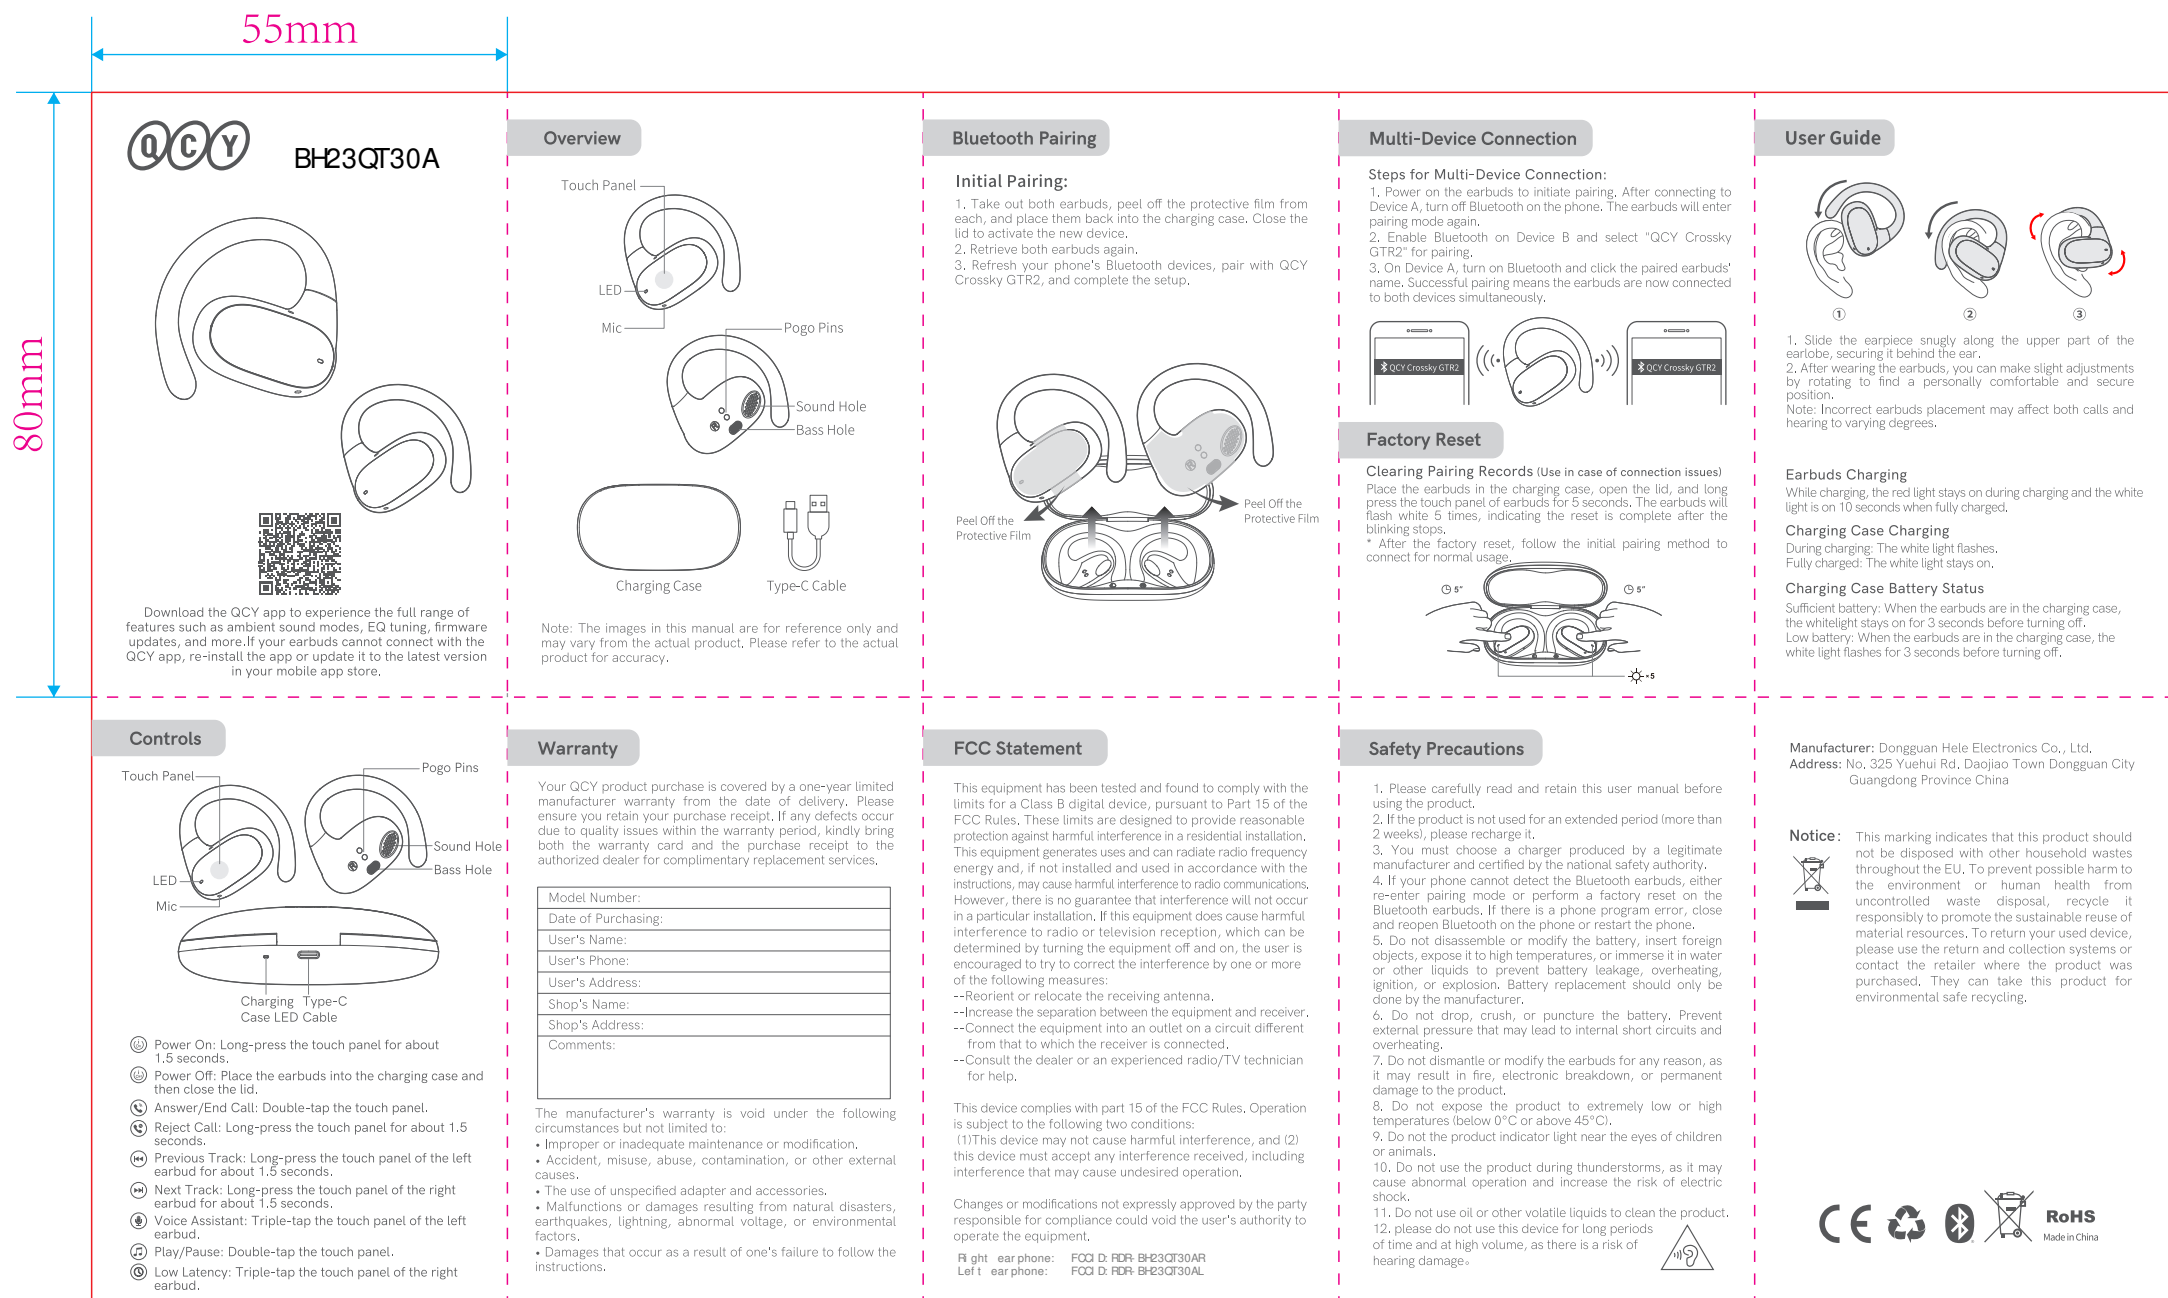 55mm
80mm
QCY
BH23QT30A
Download the QCY app to experience the full range of
features such as ambient sound modes, EQ tuning, firmware
updates, and more.If your earbuds cannot connect with the
QCY app, re-install the app or update it to the latest version
in your mobile app store.
Overview
Touch Panel
LED
Mic
Pogo Pins
Sound Hole
Bass Hole
Charging Case
Type-C Cable
Note: The images in this manual are for reference only and
may vary from the actual product. Please refer to the actual
product for accuracy.
Bluetooth Pairing
Initial Pairing:
1. Take out both earbuds, peel off the protective film from
each, and place them back into the charging case. Close the
lid to activate the new device.
2. Retrieve both earbuds again.
3. Refresh your phone's Bluetooth devices, pair with QCY
Crossky GTR2, and complete the setup.
Peel Off the
Protective Film
Peel Off the
Protective Film
Multi-Device Connection
Steps for Multi-Device Connection:
1. Power on the earbuds to initiate pairing. After connecting to
Device A, turn off Bluetooth on the phone. The earbuds will enter
pairing mode again.
2. Enable Bluetooth on Device B and select "QCY Crossky
GTR2" for pairing.
3. On Device A, turn on Bluetooth and click the paired earbuds'
name. Successful pairing means the earbuds are now connected
to both devices simultaneously.
QCY Crossky GTR2
QCY Crossky GTR2
Factory Reset
Clearing Pairing Records (Use in case of connection issues)
Place the earbuds in the charging case, open the lid, and long
press the touch panel of earbuds for 5 seconds. The earbuds will
flash white 5 times, indicating the reset is complete after the
blinking stops.
* After the factory reset, follow the initial pairing method to
connect for normal usage.
5"
5"
×5
User Guide
①
②
③
1. Slide the earpiece snugly along the upper part of the
earlobe, securing it behind the ear.
2. After wearing the earbuds, you can make slight adjustments
by rotating to find a personally comfortable and secure
position.
Note: Incorrect earbuds placement may affect both calls and
hearing to varying degrees.
Earbuds Charging
While charging, the red light stays on during charging and the white
light is on 10 seconds when fully charged.
Charging Case Charging
During charging: The white light flashes.
Fully charged: The white light stays on.
Charging Case Battery Status
Sufficient battery: When the earbuds are in the charging case,
the whitelight stays on for 3 seconds before turning off.
Low battery: When the earbuds are in the charging case, the
white light flashes for 3 seconds before turning off.
Controls
Touch Panel
Pogo Pins
Sound Hole
Bass Hole
LED
Mic
Charging
Case LED
Type-C
Cable
Power On: Long-press the touch panel for about
1.5 seconds.
Power Off: Place the earbuds into the charging case and
then close the lid.
Answer/End Call: Double-tap the touch panel.
Reject Call: Long-press the touch panel for about 1.5
seconds.
Previous Track: Long-press the touch panel of the left
earbud for about 1.5 seconds.
Next Track: Long-press the touch panel of the right
earbud for about 1.5 seconds.
Voice Assistant: Triple-tap the touch panel of the left
earbud.
Play/Pause: Double-tap the touch panel.
Low Latency: Triple-tap the touch panel of the right
earbud.
Warranty
Your QCY product purchase is covered by a one-year limited
manufacturer warranty from the date of delivery. Please
ensure you retain your purchase receipt. If any defects occur
due to quality issues within the warranty period, kindly bring
both the warranty card and the purchase receipt to the
authorized dealer for complimentary replacement services.
Model Number:
Date of Purchasing:
User's Name:
User's Phone:
User's Address:
Shop's Name:
Shop's Address:
Comments:
The manufacturer's warranty is void under the following
circumstances but not limited to:
• Improper or inadequate maintenance or modification.
• Accident, misuse, abuse, contamination, or other external
causes.
• The use of unspecified adapter and accessories.
• Malfunctions or damages resulting from natural disasters,
earthquakes, lightning, abnormal voltage, or environmental
factors.
• Damages that occur as a result of one's failure to follow the
instructions.
FCC Statement
This equipment has been tested and found to comply with the
limits for a Class B digital device, pursuant to Part 15 of the
FCC Rules. These limits are designed to provide reasonable
protection against harmful interference in a residential installation.
This equipment generates uses and can radiate radio frequency
energy and, if not installed and used in accordance with the
instructions, may cause harmful interference to radio communications.
However, there is no guarantee that interference will not occur
in a particular installation. If this equipment does cause harmful
interference to radio or television reception, which can be
determined by turning the equipment off and on, the user is
encouraged to try to correct the interference by one or more
of the following measures:
--Reorient or relocate the receiving antenna.
--Increase the separation between the equipment and receiver.
--Connect the equipment into an outlet on a circuit different
from that to which the receiver is connected.
--Consult the dealer or an experienced radio/TV technician
for help.
This device complies with part 15 of the FCC Rules. Operation
is subject to the following two conditions:
(1)This device may not cause harmful interference, and (2)
this device must accept any interference received, including
interference that may cause undesired operation.
Changes or modifications not expressly approved by the party
responsible for compliance could void the user's authority to
operate the equipment.
Right earphone: FCCID: RDR-BH23QT30AR
Left earphone: FCCID: RDR-BH23QT30AL
Safety Precautions
1. Please carefully read and retain this user manual before
using the product.
2. If the product is not used for an extended period (more than
2 weeks), please recharge it.
3. You must choose a charger produced by a legitimate
manufacturer and certified by the national safety authority.
4. If your phone cannot detect the Bluetooth earbuds, either
re-enter pairing mode or perform a factory reset on the
Bluetooth earbuds. If there is a phone program error, close
and reopen Bluetooth on the phone or restart the phone.
5. Do not disassemble or modify the battery, insert foreign
objects, expose it to high temperatures, or immerse it in water
or other liquids to prevent battery leakage, overheating,
ignition, or explosion. Battery replacement should only be
done by the manufacturer.
6. Do not drop, crush, or puncture the battery. Prevent
external pressure that may lead to internal short circuits and
overheating.
7. Do not dismantle or modify the earbuds for any reason, as
it may result in fire, electronic breakdown, or permanent
damage to the product.
8. Do not expose the product to extremely low or high
temperatures (below 0°C or above 45°C).
9. Do not the product indicator light near the eyes of children
or animals.
10. Do not use the product during thunderstorms, as it may
cause abnormal operation and increase the risk of electric
shock.
11. Do not use oil or other volatile liquids to clean the product.
12. please do not use this device for long periods
of time and at high volume, as there is a risk of
hearing damage。
Manufacturer: Dongguan Hele Electronics Co., Ltd.
Address: No. 325 Yuehui Rd. Daojiao Town Dongguan City
Guangdong Province China
Notice:
This marking indicates that this product should
not be disposed with other household wastes
throughout the EU. To prevent possible harm to
the environment or human health from
uncontrolled waste disposal, recycle it
responsibly to promote the sustainable reuse of
material resources. To return your used device,
please use the return and collection systems or
contact the retailer where the product was
purchased. They can take this product for
environmental safe recycling.
CE
RoHS
Made in China